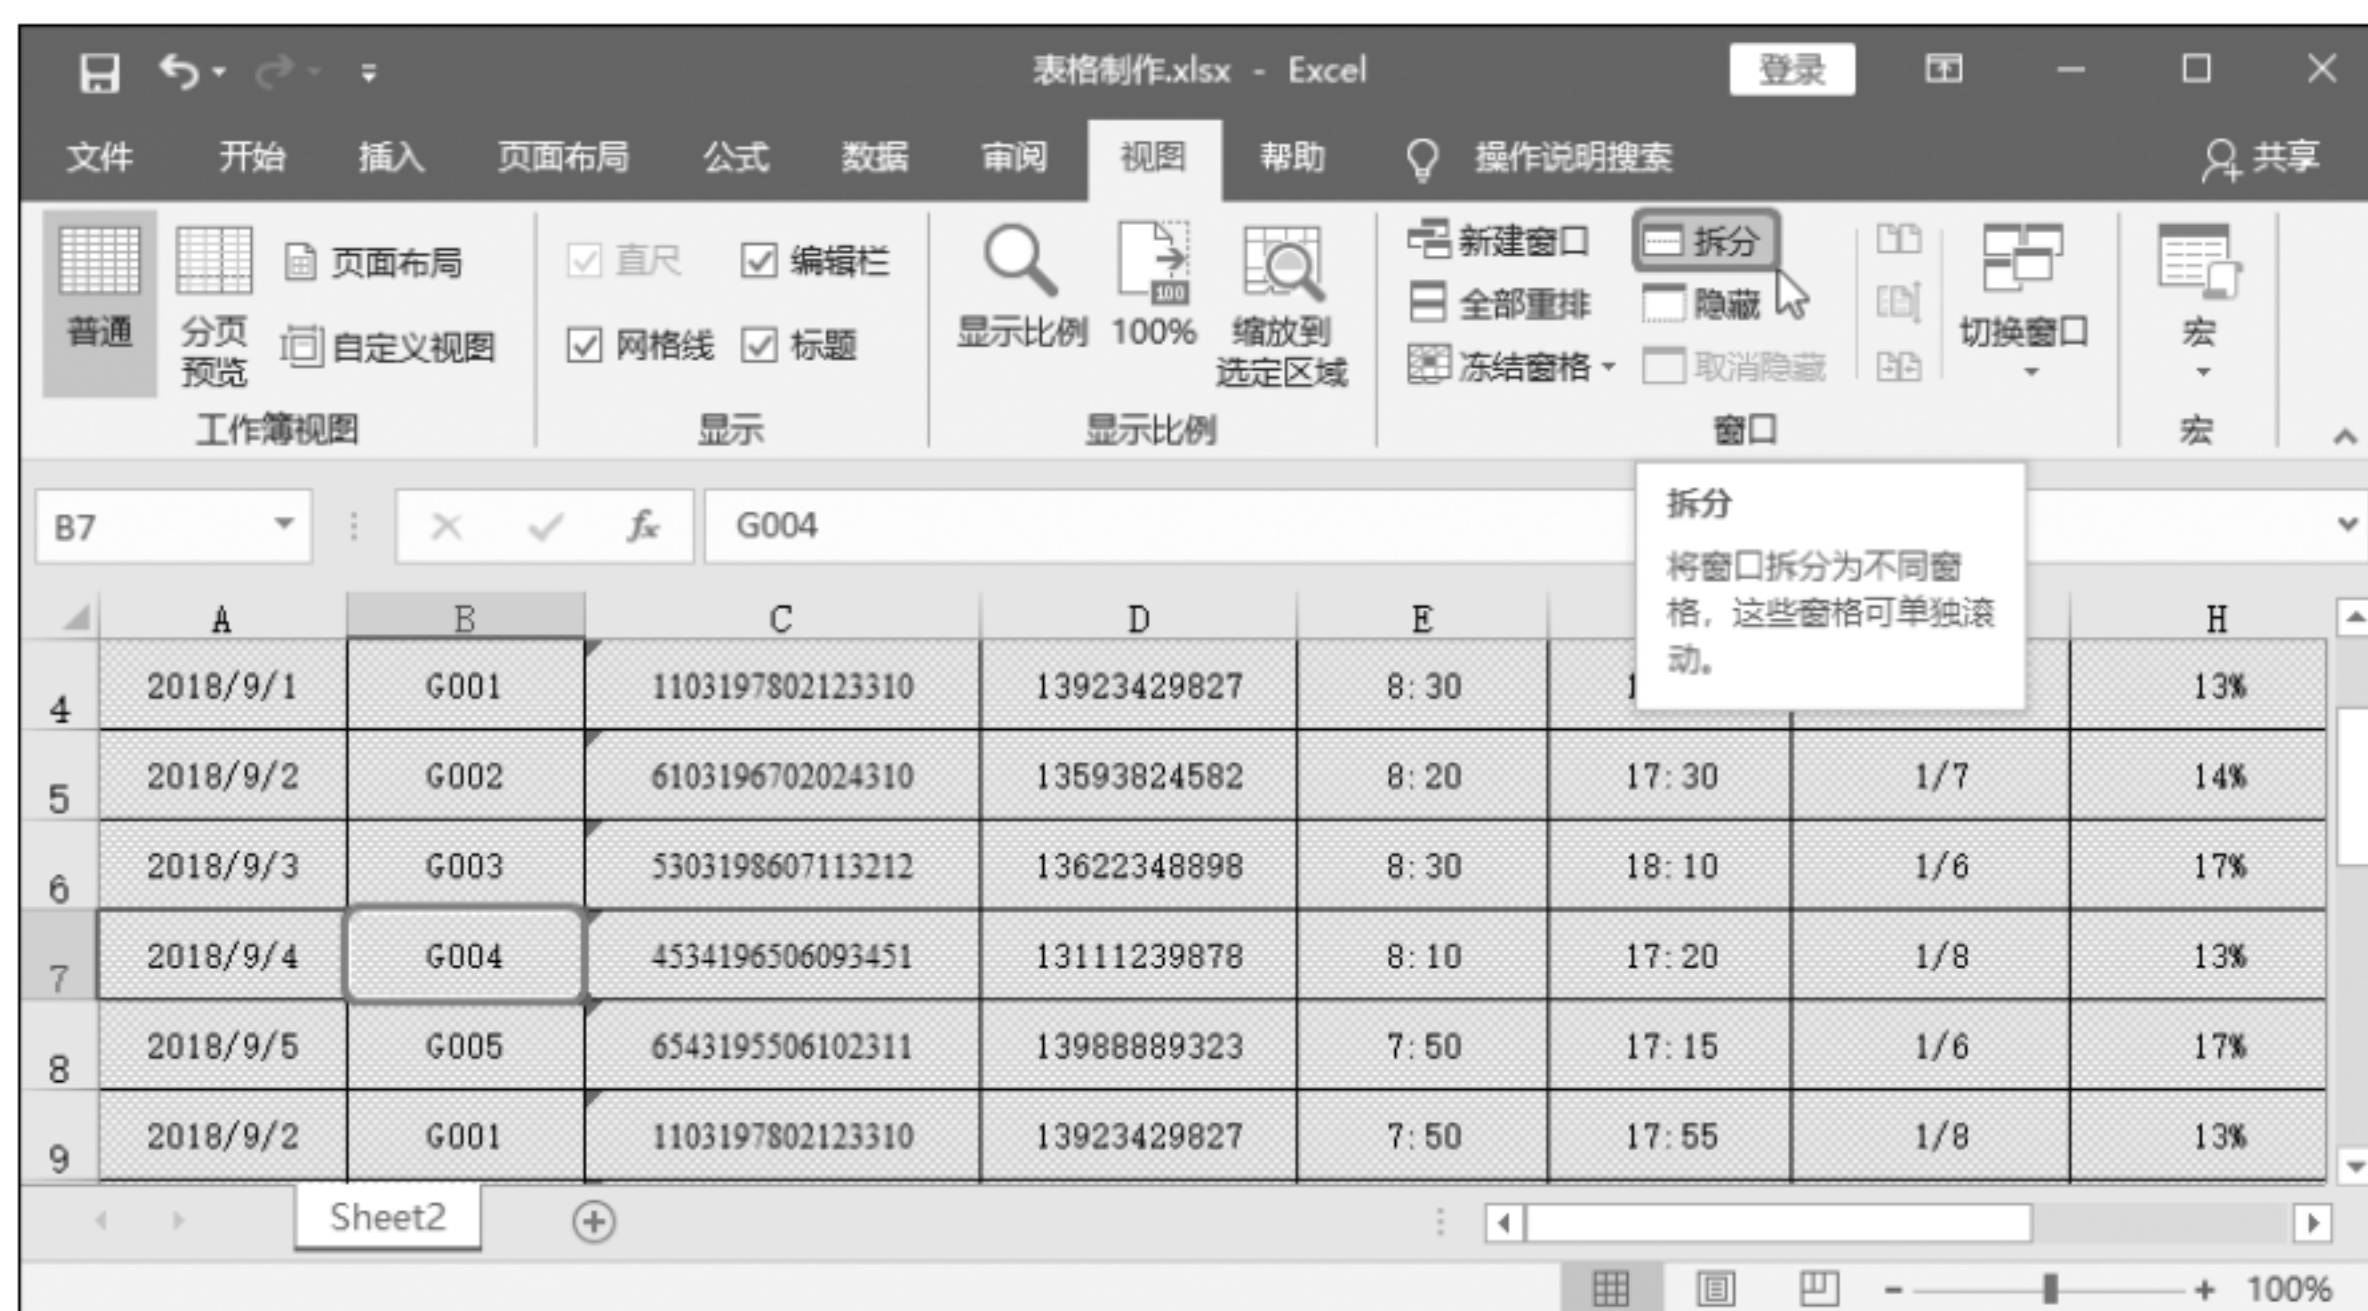 表格制作.xlsx - Excel 登录
文件 开始 插入 页面布局 公式 数据 审阅 视图 帮助 操作说明搜索 共享
普通 分页预览 页面布局 自定义视图
工作簿视图
直尺 编辑栏
网格线 标题
显示
显示比例 100% 缩放到选定区域
100
显示比例
新建窗口 拆分
全部重排 隐藏
冻结窗格 取消隐藏
切换窗口
窗口
宏
宏
B7 fx G004
拆分
将窗口拆分为不同窗
格，这些窗格可单独滚
动。
A B C D E H
4 2018/9/1 G001 1103197802123310 13923429827 8:30 1 13%
5 2018/9/2 G002 6103196702024310 13593824582 8:20 17:30 1/7 14%
6 2018/9/3 G003 5303198607113212 13622348898 8:30 18:10 1/6 17%
7 2018/9/4 G004 4534196506093451 13111239878 8:10 17:20 1/8 13%
8 2018/9/5 G005 6543195506102311 13988889323 7:50 17:15 1/6 17%
9 2018/9/2 G001 1103197802123310 13923429827 7:50 17:55 1/8 13%
Sheet2
- + 100%